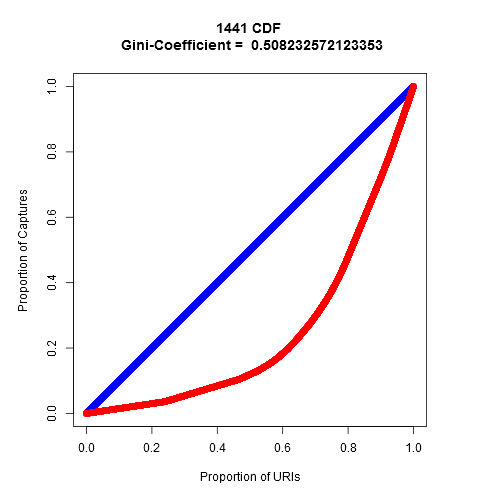 1441 CDF
Gini-Coefficient = 0.508232572123353
Proportion of Captures
1.0
0.8
0.6
0.4
0.2
0.0
0.0 0.2 0.4 0.6 0.8 1.0
Proportion of URIs